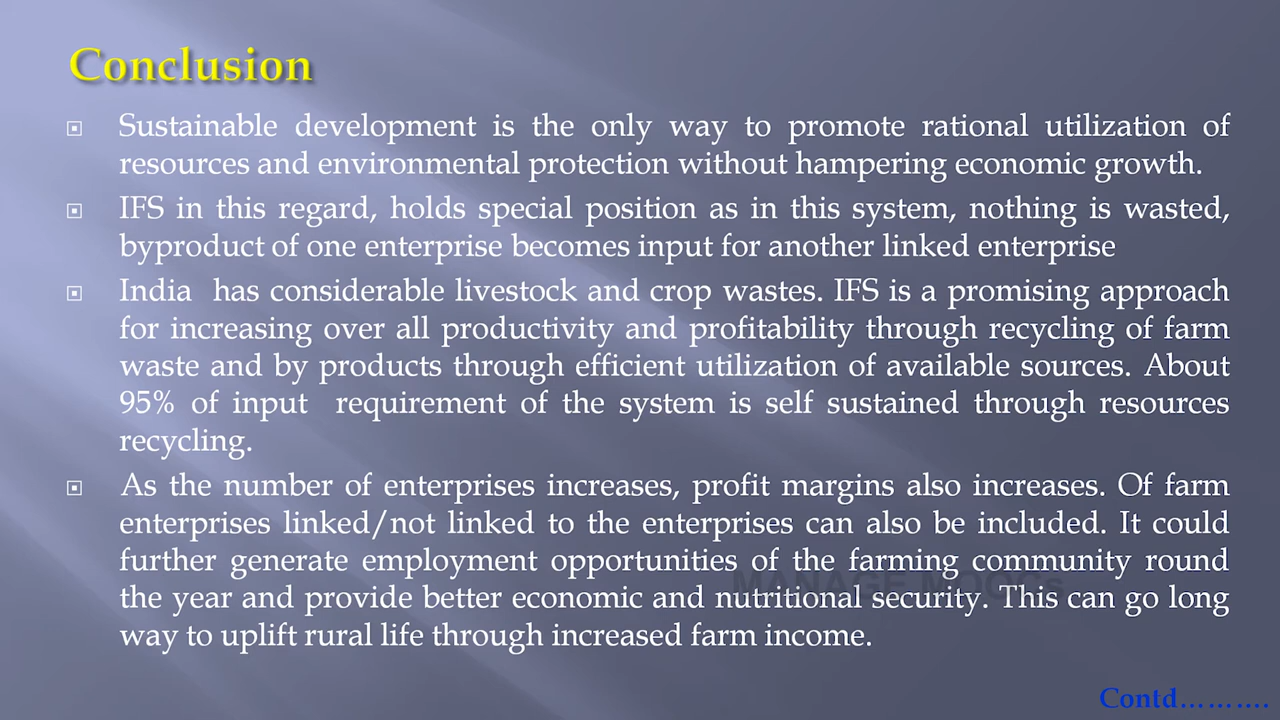 Conclusion
Sustainable development is the only way to promote rational utilization of
resources and environmental protection without hampering economic growth.
IFS in this regard, holds special position as in this system, nothing is wasted,
byproduct of one enterprise becomes input for another linked enterprise
India has considerable livestock and crop wastes. IFS is a promising approach
for increasing over all productivity and profitability through recycling of farm
waste and by products through efficient utilization of available sources. About
95% of input requirement of the system is self sustained through resources
recycling.
As the number of enterprises increases, profit margins also increases. Of farm
enterprises linked/not linked to the enterprises can also be included. It could
further generate employment opportunities of the farming community round
MANAGE MOOCs
the year and provide better economic and nutritional security. This can go long
way to uplift rural life through increased farm income.
Contd……….